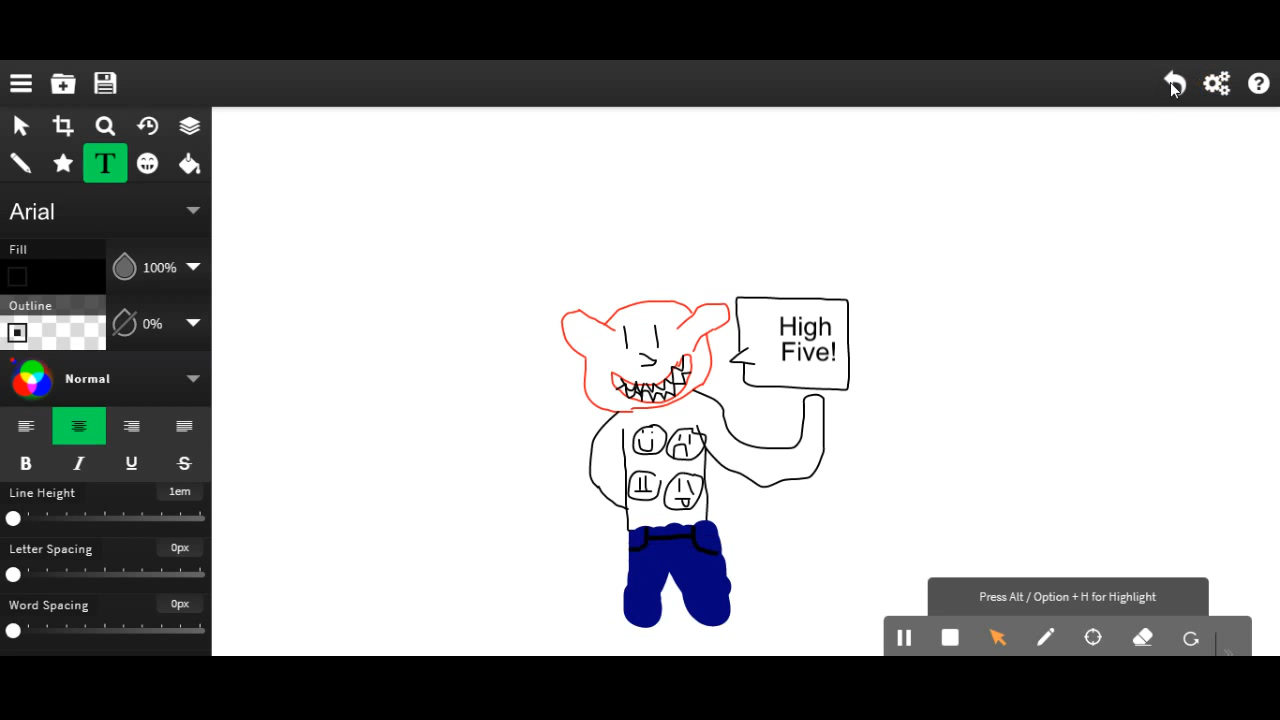 T
Arial
Fill
100%
Outline
0%
Normal
B I U S
Line Height 1em
Letter Spacing 0px
Word Spacing 0px
High
Five!
Press Alt / Option + H for Highlight